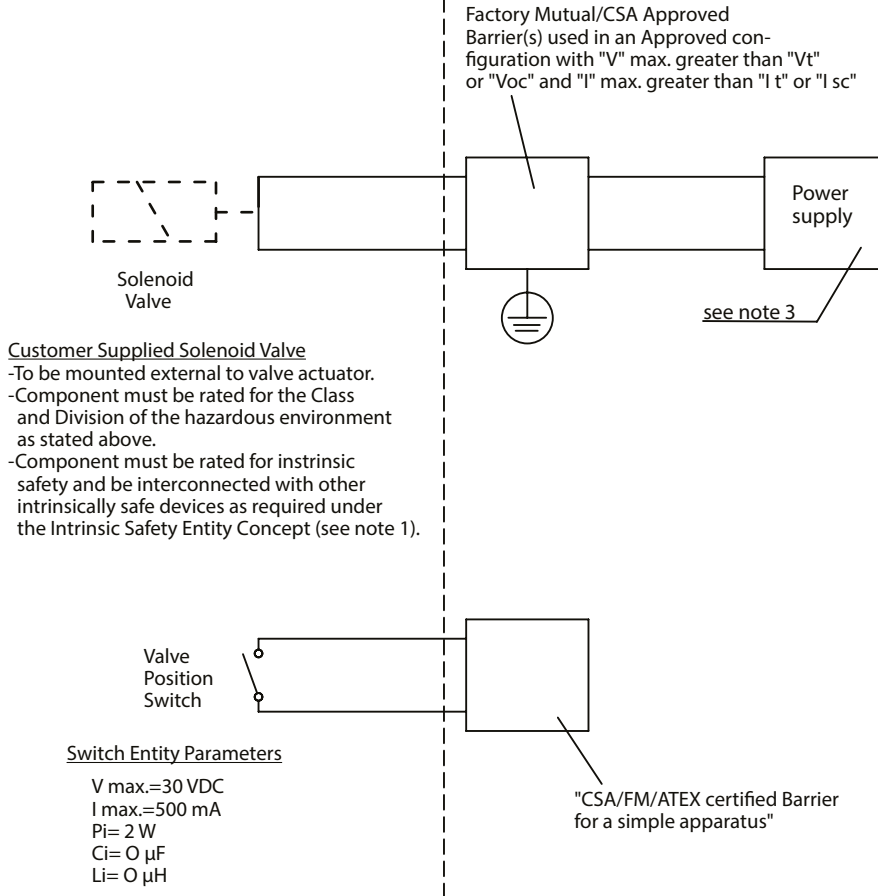 Factory Mutual/CSA Approved
Barrier(s) used in an Approved con-
figuration with "V" max. greater than "Vt"
or "Voc" and "I" max. greater than "I t" or "I sc"
Power
supply
Solenoid
Valve
see note 3
Customer Supplied Solenoid Valve
-To be mounted external to valve actuator.
-Component must be rated for the Class
and Division of the hazardous environment
as stated above.
-Component must be rated for instrinsic
safety and be interconnected with other
intrinsically safe devices as required under
the Intrinsic Safety Entity Concept (see note 1).
Valve
Position
Switch
Switch Entity Parameters
V max.=30 VDC
I max.=500 mA
Pi= 2 W
Ci= O µF
Li= O µH
"CSA/FM/ATEX certified Barrier
for a simple apparatus"